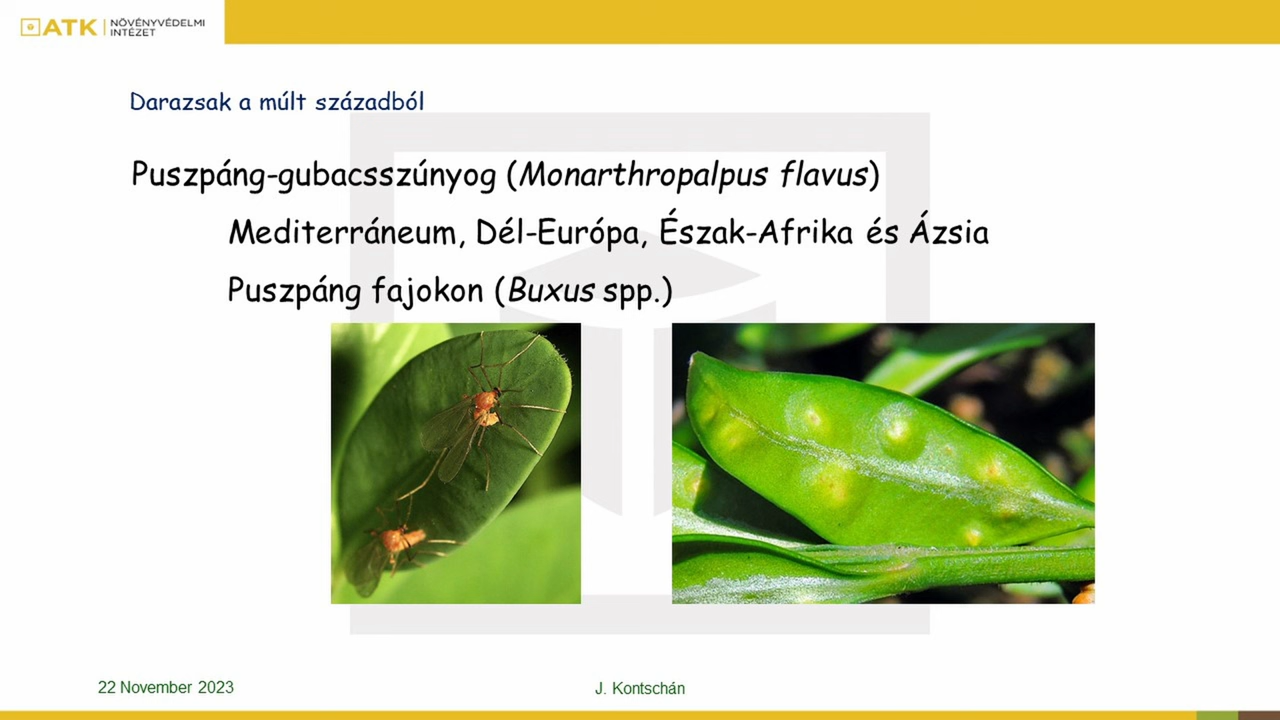 ATK NÖVÉNYVÉDELMI
INTÉZET
Darazsak a múlt századból
Puszpáng-gubacsszúnyog (Monarthropalpus flavus)
Mediterráneum, Dél-Európa, Észak-Afrika és Ázsia
Puszpáng fajokon (Buxus spp.)
22 November 2023
J. Kontschán